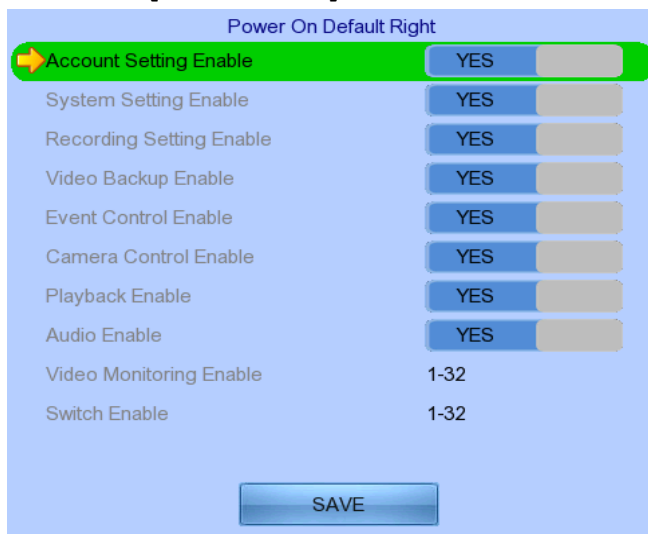 Power On Default Right
Account Setting Enable YES
System Setting Enable YES
Recording Setting Enable YES
Video Backup Enable YES
Event Control Enable YES
Camera Control Enable YES
Playback Enable YES
Audio Enable YES
Video Monitoring Enable 1-32
Switch Enable 1-32
SAVE